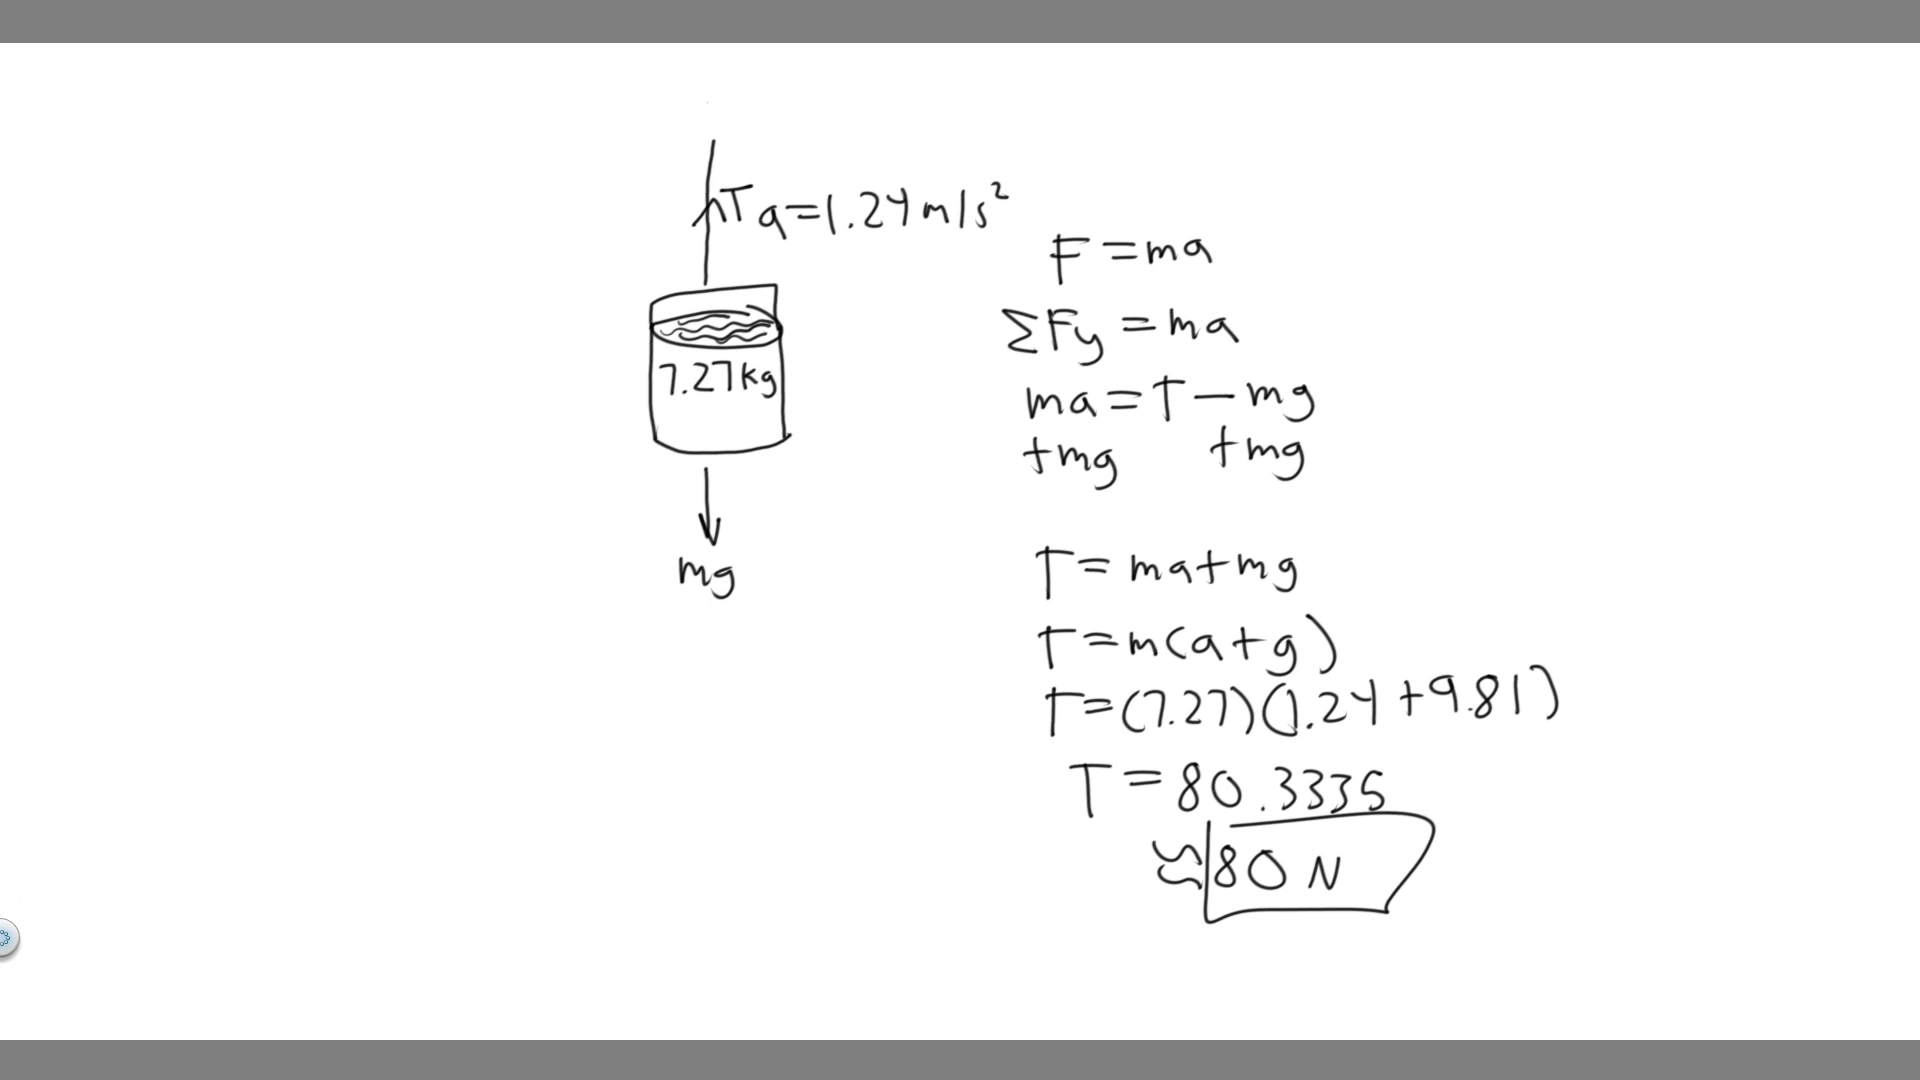 T a=1.24 m/s²
7.27kg
mg
F=ma
ΣFy=ma
ma=T-mg
+mg +mg
T=ma+mg
T=m(a+g)
T=(7.27)(1.24+9.81)
T=80.3335
≈80 N